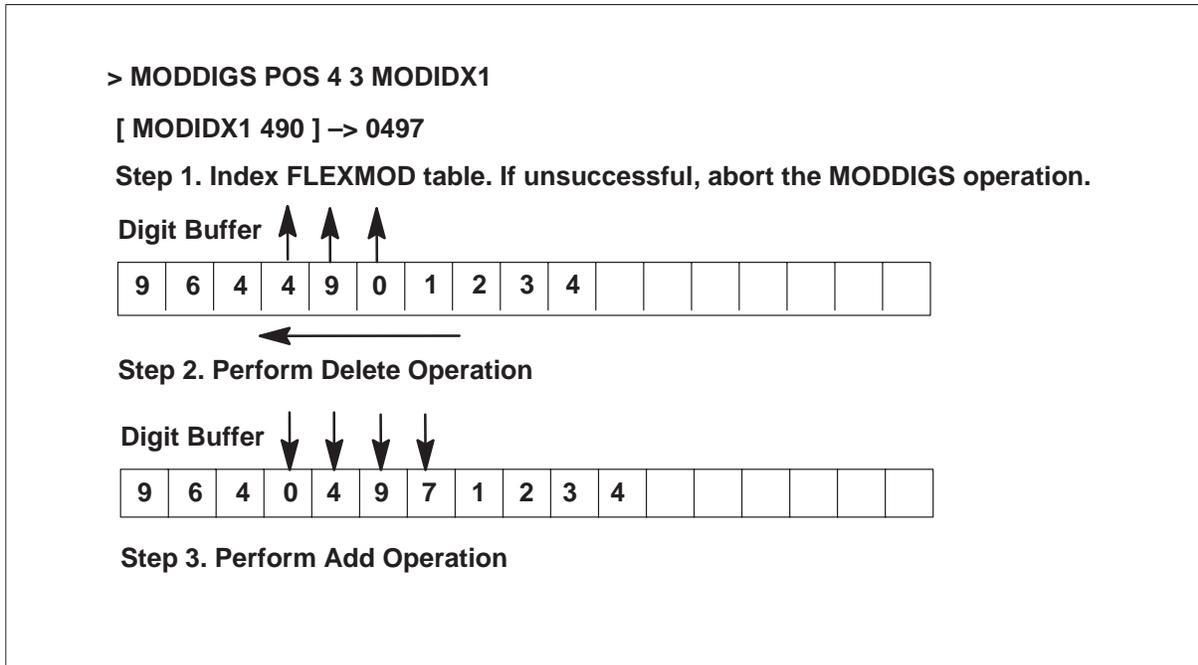 > MODDIGS POS 4 3 MODIDX1
[ MODIDX1 490 ] –> 0497
Step 1. Index FLEXMOD table. If unsuccessful, abort the MODDIGS operation.
Digit Buffer
9 6 4 4 9 0 1 2 3 4
Step 2. Perform Delete Operation
Digit Buffer
9 6 4 0 4 9 7 1 2 3 4
Step 3. Perform Add Operation